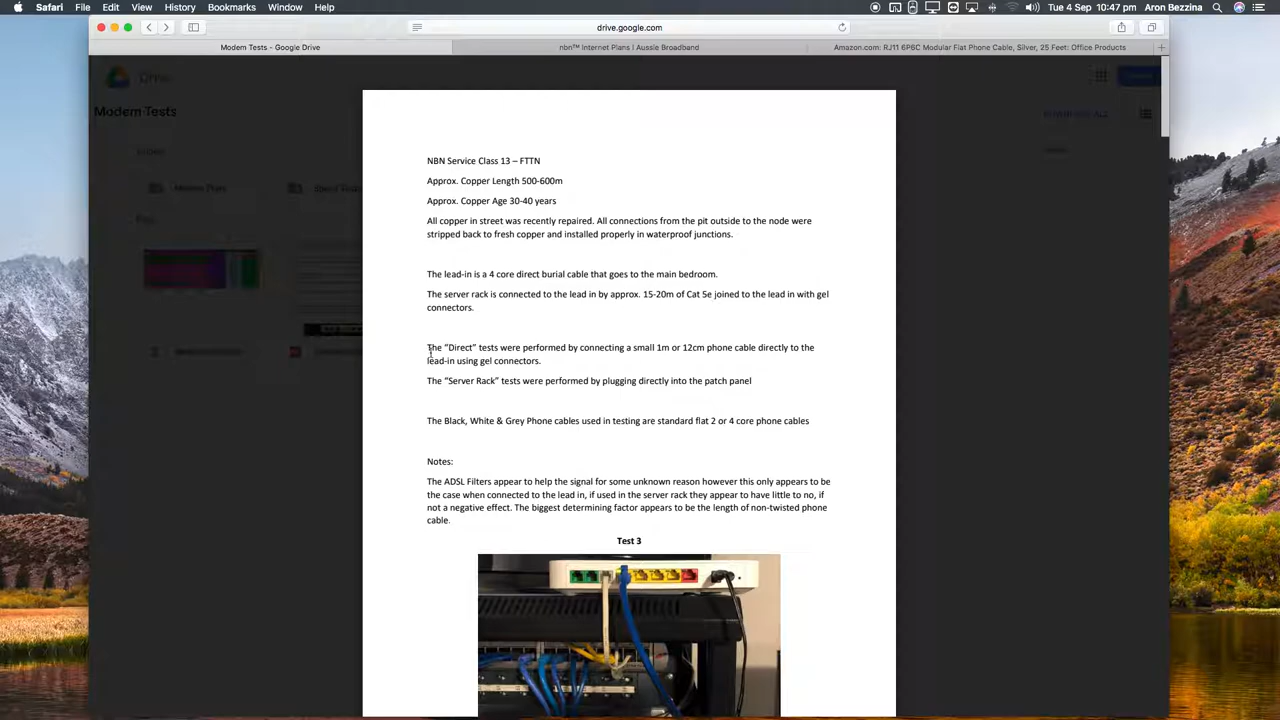 Safari File Edit View History Bookmarks Window Help
Tue 4 Sep 10:47 pm Aron Bezzina
drive.google.com
Modem Tests - Google Drive
nbn™ Internet Plans | Aussie Broadband
Amazon.com: RJ11 6P6C Modular Flat Phone Cable, Silver, 25 Feet: Office Products
Modem Tests
NBN Service Class 13 – FTTN
Approx. Copper Length 500-600m
Approx. Copper Age 30-40 years
All copper in street was recently repaired. All connections from the pit outside to the node were
stripped back to fresh copper and installed properly in waterproof junctions.
The lead-in is a 4 core direct burial cable that goes to the main bedroom.
The server rack is connected to the lead in by approx. 15-20m of Cat 5e joined to the lead in with gel
connectors.
The “Direct” tests were performed by connecting a small 1m or 12cm phone cable directly to the
lead-in using gel connectors.
The “Server Rack” tests were performed by plugging directly into the patch panel
The Black, White & Grey Phone cables used in testing are standard flat 2 or 4 core phone cables
Notes:
The ADSL Filters appear to help the signal for some unknown reason however this only appears to be
the case when connected to the lead in, if used in the server rack they appear to have little to no, if
not a negative effect. The biggest determining factor appears to be the length of non-twisted phone
cable.
Test 3